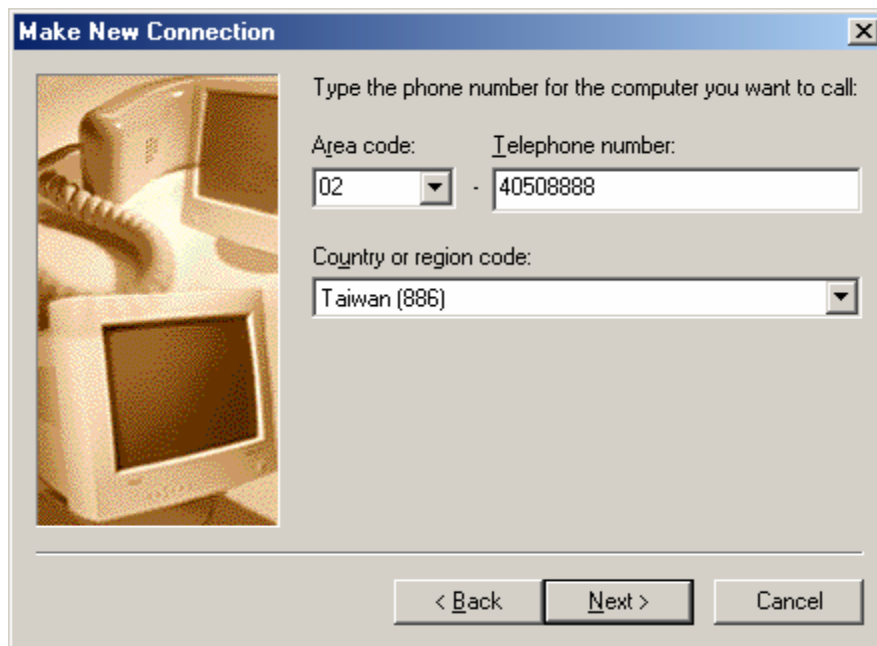 Make New Connection
Type the phone number for the computer you want to call:
Area code: Telephone number:
02 - 40508888
Country or region code:
Taiwan (886)
< Back Next > Cancel